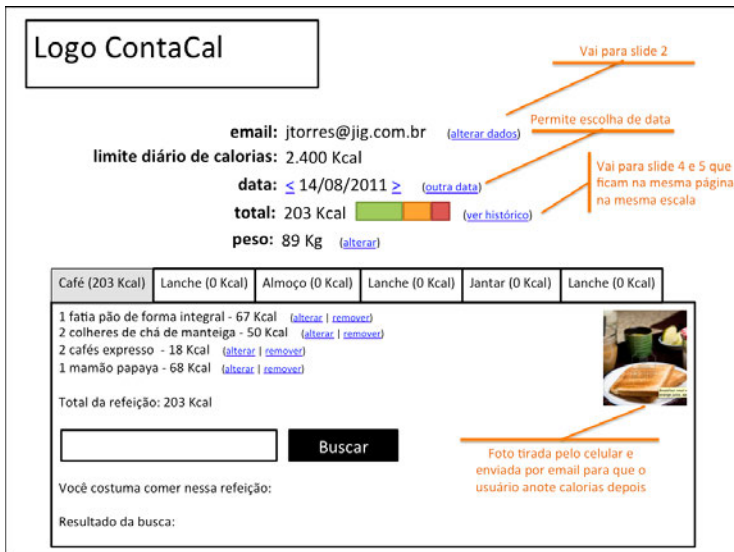 Logo ContaCal
Vai para slide 2
email: jtorres@jig.com.br (alterar dados)
Permite escolha de data
limite diário de calorias: 2.400 Kcal
data: < 14/08/2011 > (outra data)
Vai para slide 4 e 5 que
ficam na mesma página
na mesma escala
total: 203 Kcal (ver histórico)
peso: 89 Kg (alterar)
Café (203 Kcal) Lanche (0 Kcal) Almoço (0 Kcal) Lanche (0 Kcal) Jantar (0 Kcal) Lanche (0 Kcal)
1 fatia pão de forma integral - 67 Kcal (alterar | remover)
2 colheres de chá de manteiga - 50 Kcal (alterar | remover)
2 cafés expresso - 18 Kcal (alterar | remover)
1 mamão papaya - 68 Kcal (alterar | remover)
Total da refeição: 203 Kcal
Buscar
Foto tirada pelo celular e
enviada por email para que o
usuário anote calorias depois
Você costuma comer nessa refeição:
Resultado da busca: